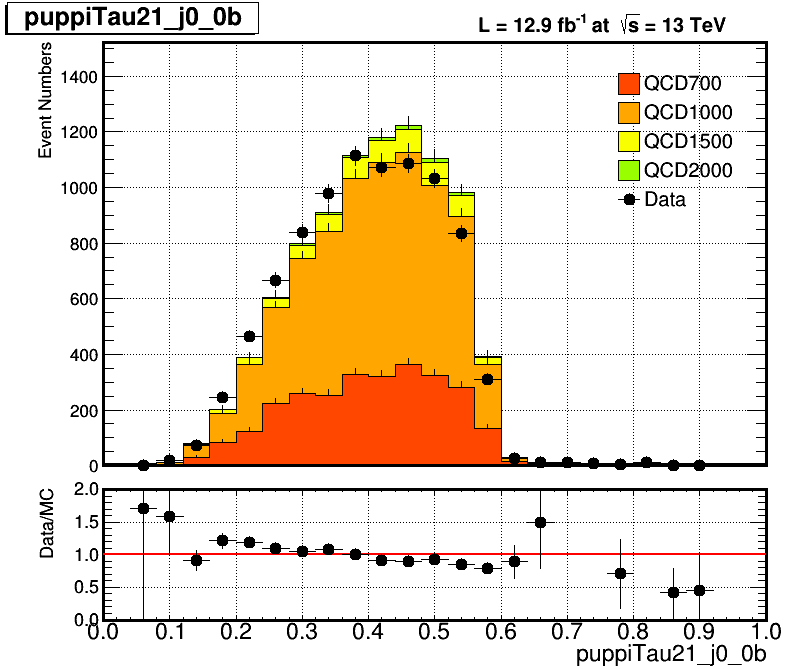 puppiTau21_j0_0b
L = 12.9 fb⁻¹ at √s = 13 TeV
Event Numbers
1400
1200
1000
800
600
400
200
0
QCD700
QCD1000
QCD1500
QCD2000
Data
Data/MC
2.0
1.5
1.0
0.5
0.0
0.0 0.1 0.2 0.3 0.4 0.5 0.6 0.7 0.8 0.9 1.0
puppiTau21_j0_0b